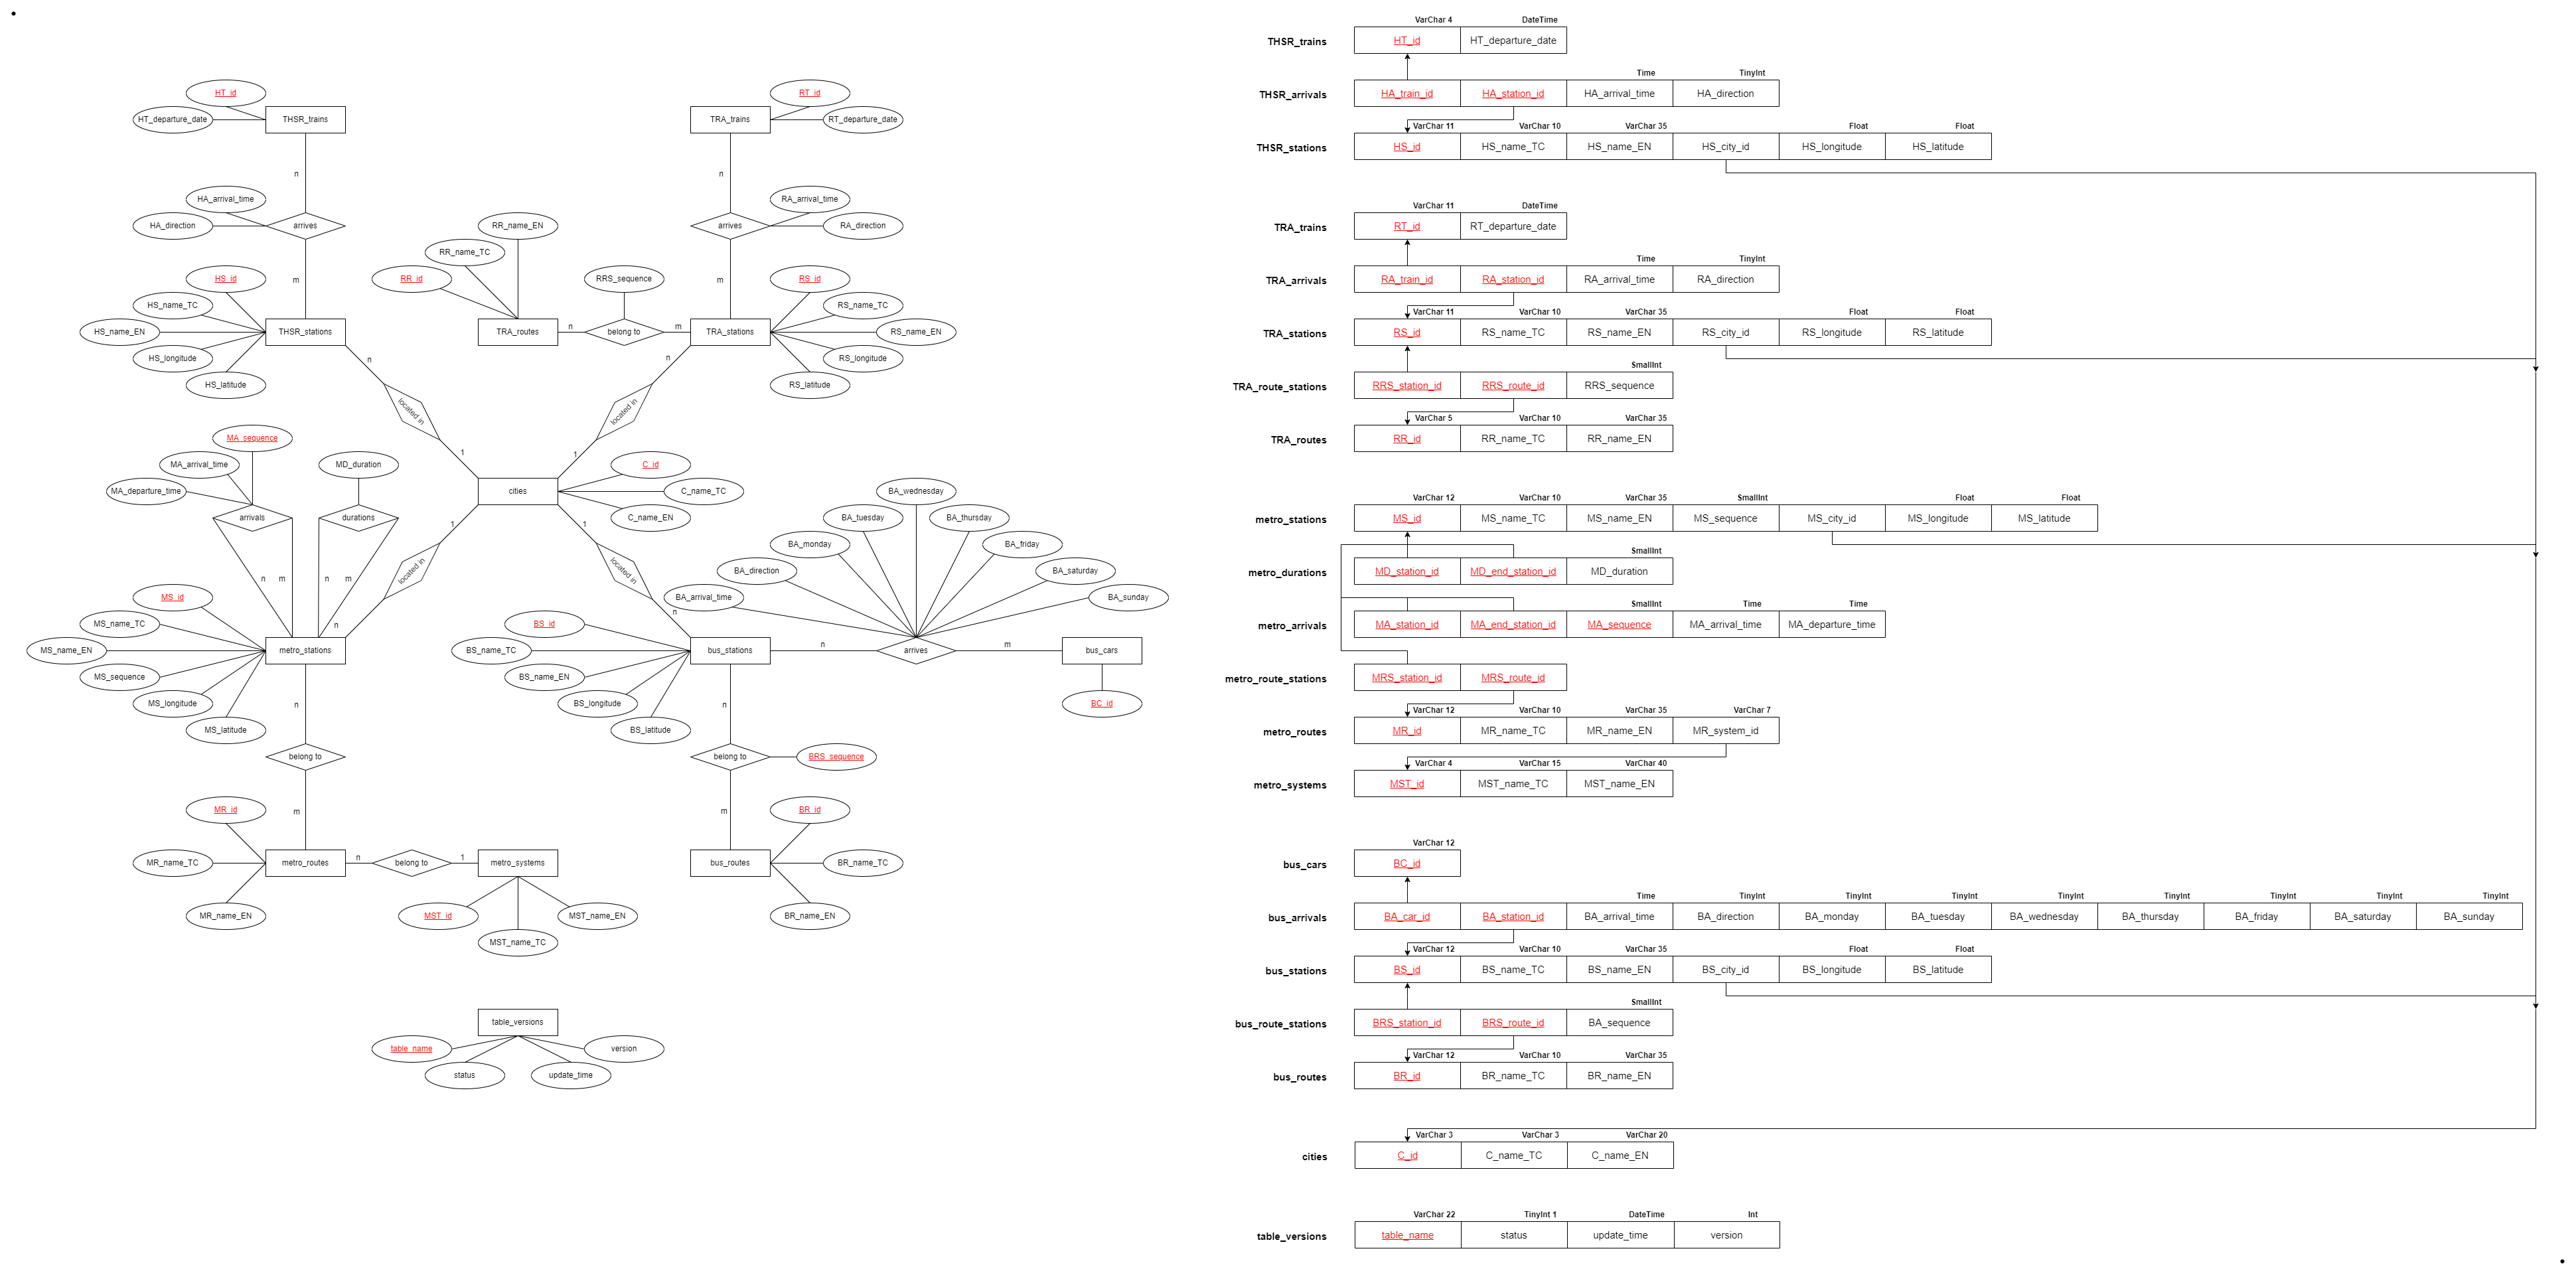 HT_id
HT_departure_date
THSR_trains
n
HA_arrival_time
HA_direction
arrives
m
HS_id
HS_name_TC
HS_name_EN
HS_longitude
HS_latitude
THSR_stations
n
located in
1
RT_id
RT_departure_date
TRA_trains
n
RA_arrival_time
RA_direction
arrives
m
RR_name_EN
RR_name_TC
RR_id
TRA_routes
n
RRS_sequence
belong to
m
TRA_stations
RS_id
RS_name_TC
RS_name_EN
RS_longitude
RS_latitude
n
located in
1
cities
C_id
C_name_TC
C_name_EN
MA_sequence
MA_arrival_time
MA_departure_time
arrivals
n
m
MD_duration
durations
n
m
1
located in
n
MS_id
MS_name_TC
MS_name_EN
MS_sequence
MS_longitude
MS_latitude
metro_stations
n
belong to
m
MR_id
MR_name_TC
MR_name_EN
metro_routes
n
belong to
1
metro_systems
MST_id
MST_name_TC
MST_name_EN
1
located in
n
BS_id
BS_name_TC
BS_name_EN
BS_longitude
BS_latitude
bus_stations
n
arrives
m
bus_cars
BC_id
BA_arrival_time
BA_direction
BA_monday
BA_tuesday
BA_wednesday
BA_thursday
BA_friday
BA_saturday
BA_sunday
n
belong to
BRS_sequence
m
bus_routes
BR_id
BR_name_TC
BR_name_EN
table_versions
table_name
status
update_time
version
VarChar 4 DateTime
THSR_trains HT_id HT_departure_date
Time TinyInt
THSR_arrivals HA_train_id HA_station_id HA_arrival_time HA_direction
VarChar 11 VarChar 10 VarChar 35 Float Float
THSR_stations HS_id HS_name_TC HS_name_EN HS_city_id HS_longitude HS_latitude
VarChar 11 DateTime
TRA_trains RT_id RT_departure_date
Time TinyInt
TRA_arrivals RA_train_id RA_station_id RA_arrival_time RA_direction
VarChar 11 VarChar 10 VarChar 35 Float Float
TRA_stations RS_id RS_name_TC RS_name_EN RS_city_id RS_longitude RS_latitude
SmallInt
TRA_route_stations RRS_station_id RRS_route_id RRS_sequence
VarChar 5 VarChar 10 VarChar 35
TRA_routes RR_id RR_name_TC RR_name_EN
VarChar 12 VarChar 10 VarChar 35 SmallInt Float Float
metro_stations MS_id MS_name_TC MS_name_EN MS_sequence MS_city_id MS_longitude MS_latitude
SmallInt
metro_durations MD_station_id MD_end_station_id MD_duration
SmallInt Time Time
metro_arrivals MA_station_id MA_end_station_id MA_sequence MA_arrival_time MA_departure_time
metro_route_stations MRS_station_id MRS_route_id
VarChar 12 VarChar 10 VarChar 35 VarChar 7
metro_routes MR_id MR_name_TC MR_name_EN MR_system_id
VarChar 4 VarChar 15 VarChar 40
metro_systems MST_id MST_name_TC MST_name_EN
VarChar 12
bus_cars BC_id
Time TinyInt TinyInt TinyInt TinyInt TinyInt TinyInt TinyInt TinyInt
bus_arrivals BA_car_id BA_station_id BA_arrival_time BA_direction BA_monday BA_tuesday BA_wednesday BA_thursday BA_friday BA_saturday BA_sunday
VarChar 12 VarChar 10 VarChar 35 Float Float
bus_stations BS_id BS_name_TC BS_name_EN BS_city_id BS_longitude BS_latitude
SmallInt
bus_route_stations BRS_station_id BRS_route_id BA_sequence
VarChar 12 VarChar 10 VarChar 35
bus_routes BR_id BR_name_TC BR_name_EN
VarChar 3 VarChar 3 VarChar 20
cities C_id C_name_TC C_name_EN
VarChar 22 TinyInt 1 DateTime Int
table_versions table_name status update_time version